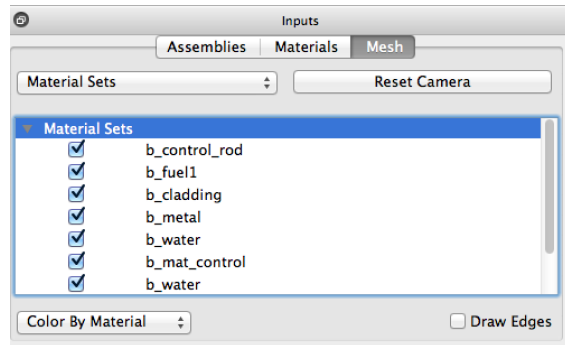 Inputs
Assemblies Materials Mesh
Material Sets Reset Camera
Material Sets
b_control_rod
b_fuel1
b_cladding
b_metal
b_water
b_mat_control
b_water
Color By Material Draw Edges